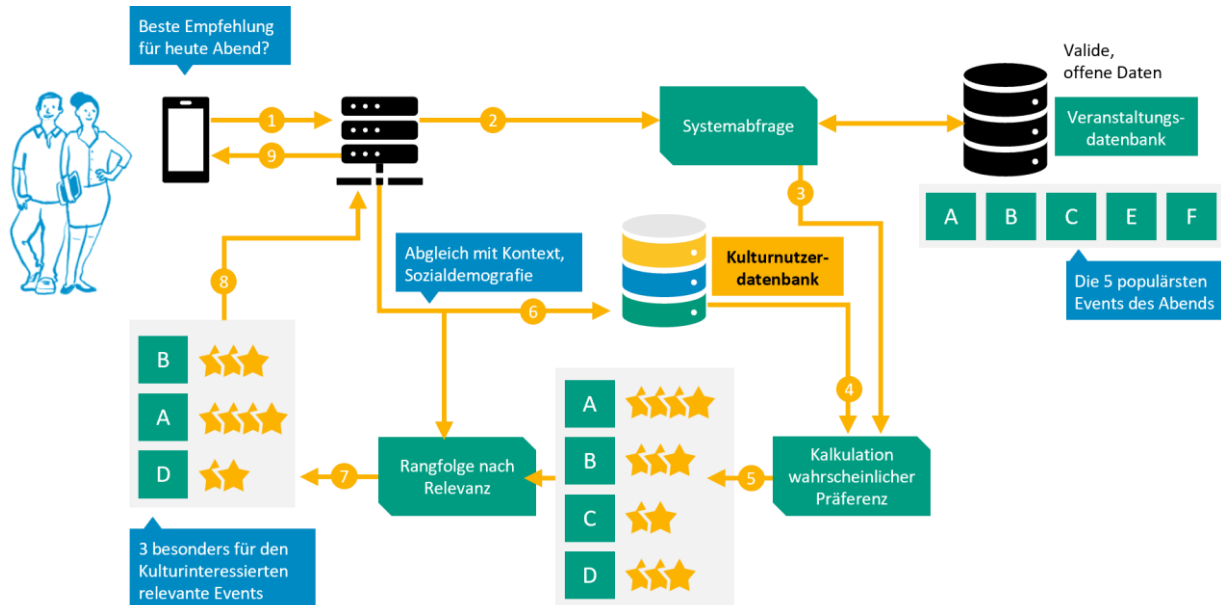 Beste Empfehlung
für heute Abend?
1
9
2
Systemabfrage
Valide,
offene Daten
Veranstaltungs-
datenbank
A B C E F
Die 5 populärsten
Events des Abends
3
8
Abgleich mit Kontext,
Sozialdemografie
6
Kulturnutzer-
datenbank
4
B
A
D
3 besonders für den
Kulturinteressierten
relevante Events
7
Rangfolge nach
Relevanz
A
B
C
D
5
Kalkulation
wahrscheinlicher
Präferenz